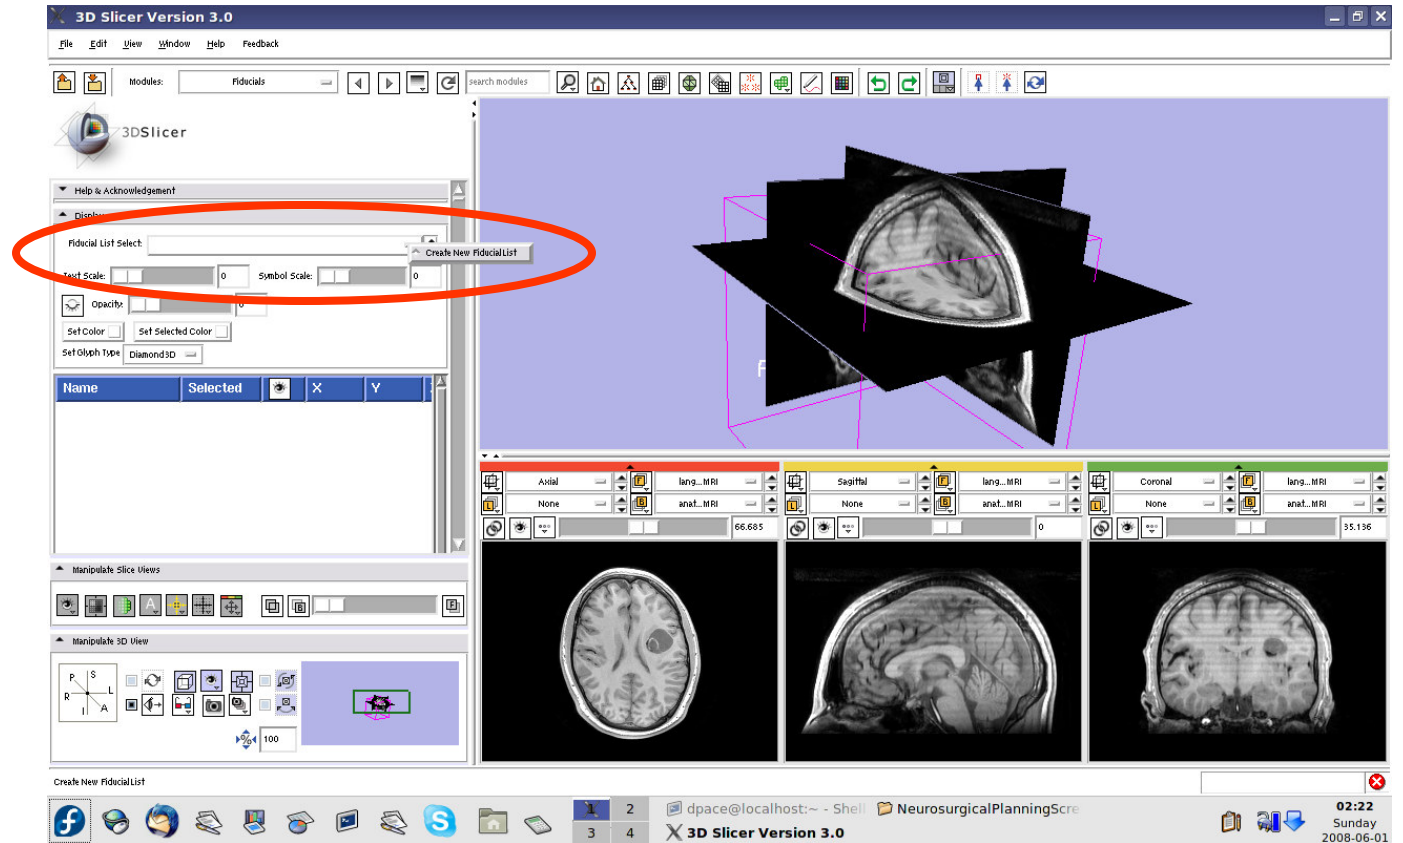 3D Slicer Version 3.0
File Edit View Window Help Feedback
Modules: Fiducials search modules
3DSlicer
Help & Acknowledgement
Display
Fiducial List Select:
Create New FiducialList
Text Scale: 0 Symbol Scale: 0
Opacity: 0
Set Color Set Selected Color
Set Glyph Type Diamond3D
Name Selected X Y
Manipulate Slice Views
A B F
Manipulate 3D View
P S
R L
I A
% 100
Axial F lang...MRI
L None B anat...MRI
66.685
Sagittal F lang...MRI
L None B anat...MRI
0
Coronal F lang...MRI
L None B anat...MRI
35.136
Create New FiducialList
1 2
3 4
dpace@localhost:~ - Shell
NeurosurgicalPlanningScre
3D Slicer Version 3.0
02:22
Sunday
2008-06-01